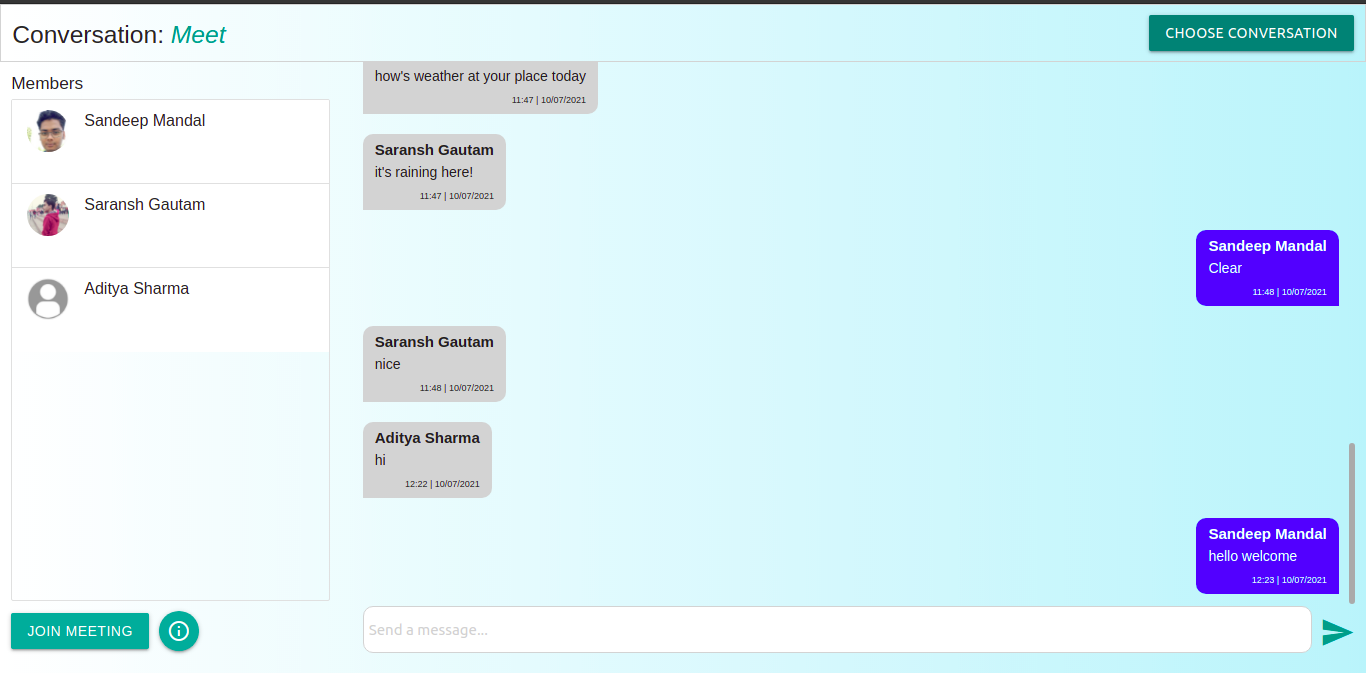 Conversation: Meet
CHOOSE CONVERSATION
Members
Sandeep Mandal
Saransh Gautam
Aditya Sharma
JOIN MEETING
how's weather at your place today
11:47 | 10/07/2021
Saransh Gautam
it's raining here!
11:47 | 10/07/2021
Sandeep Mandal
Clear
11:48 | 10/07/2021
Saransh Gautam
nice
11:48 | 10/07/2021
Aditya Sharma
hi
12:22 | 10/07/2021
Sandeep Mandal
hello welcome
12:23 | 10/07/2021
Send a message...